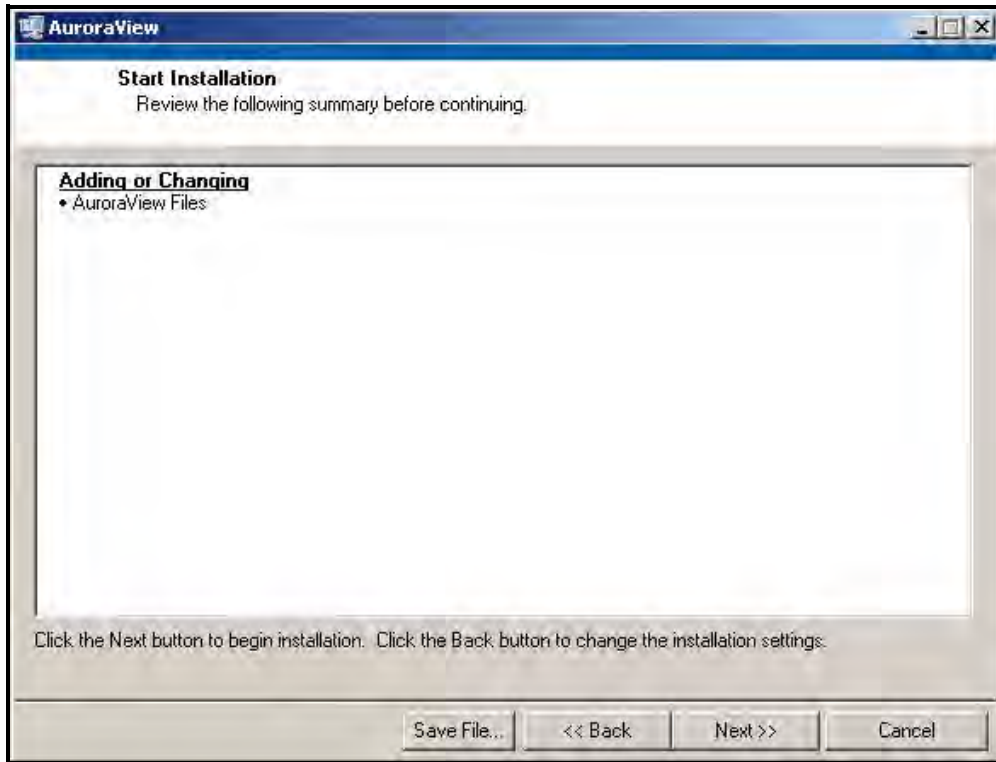 AuroraView
Start Installation
Review the following summary before continuing.
Adding or Changing
• AuroraView Files
Click the Next button to begin installation. Click the Back button to change the installation settings.
Save File... << Back Next >> Cancel